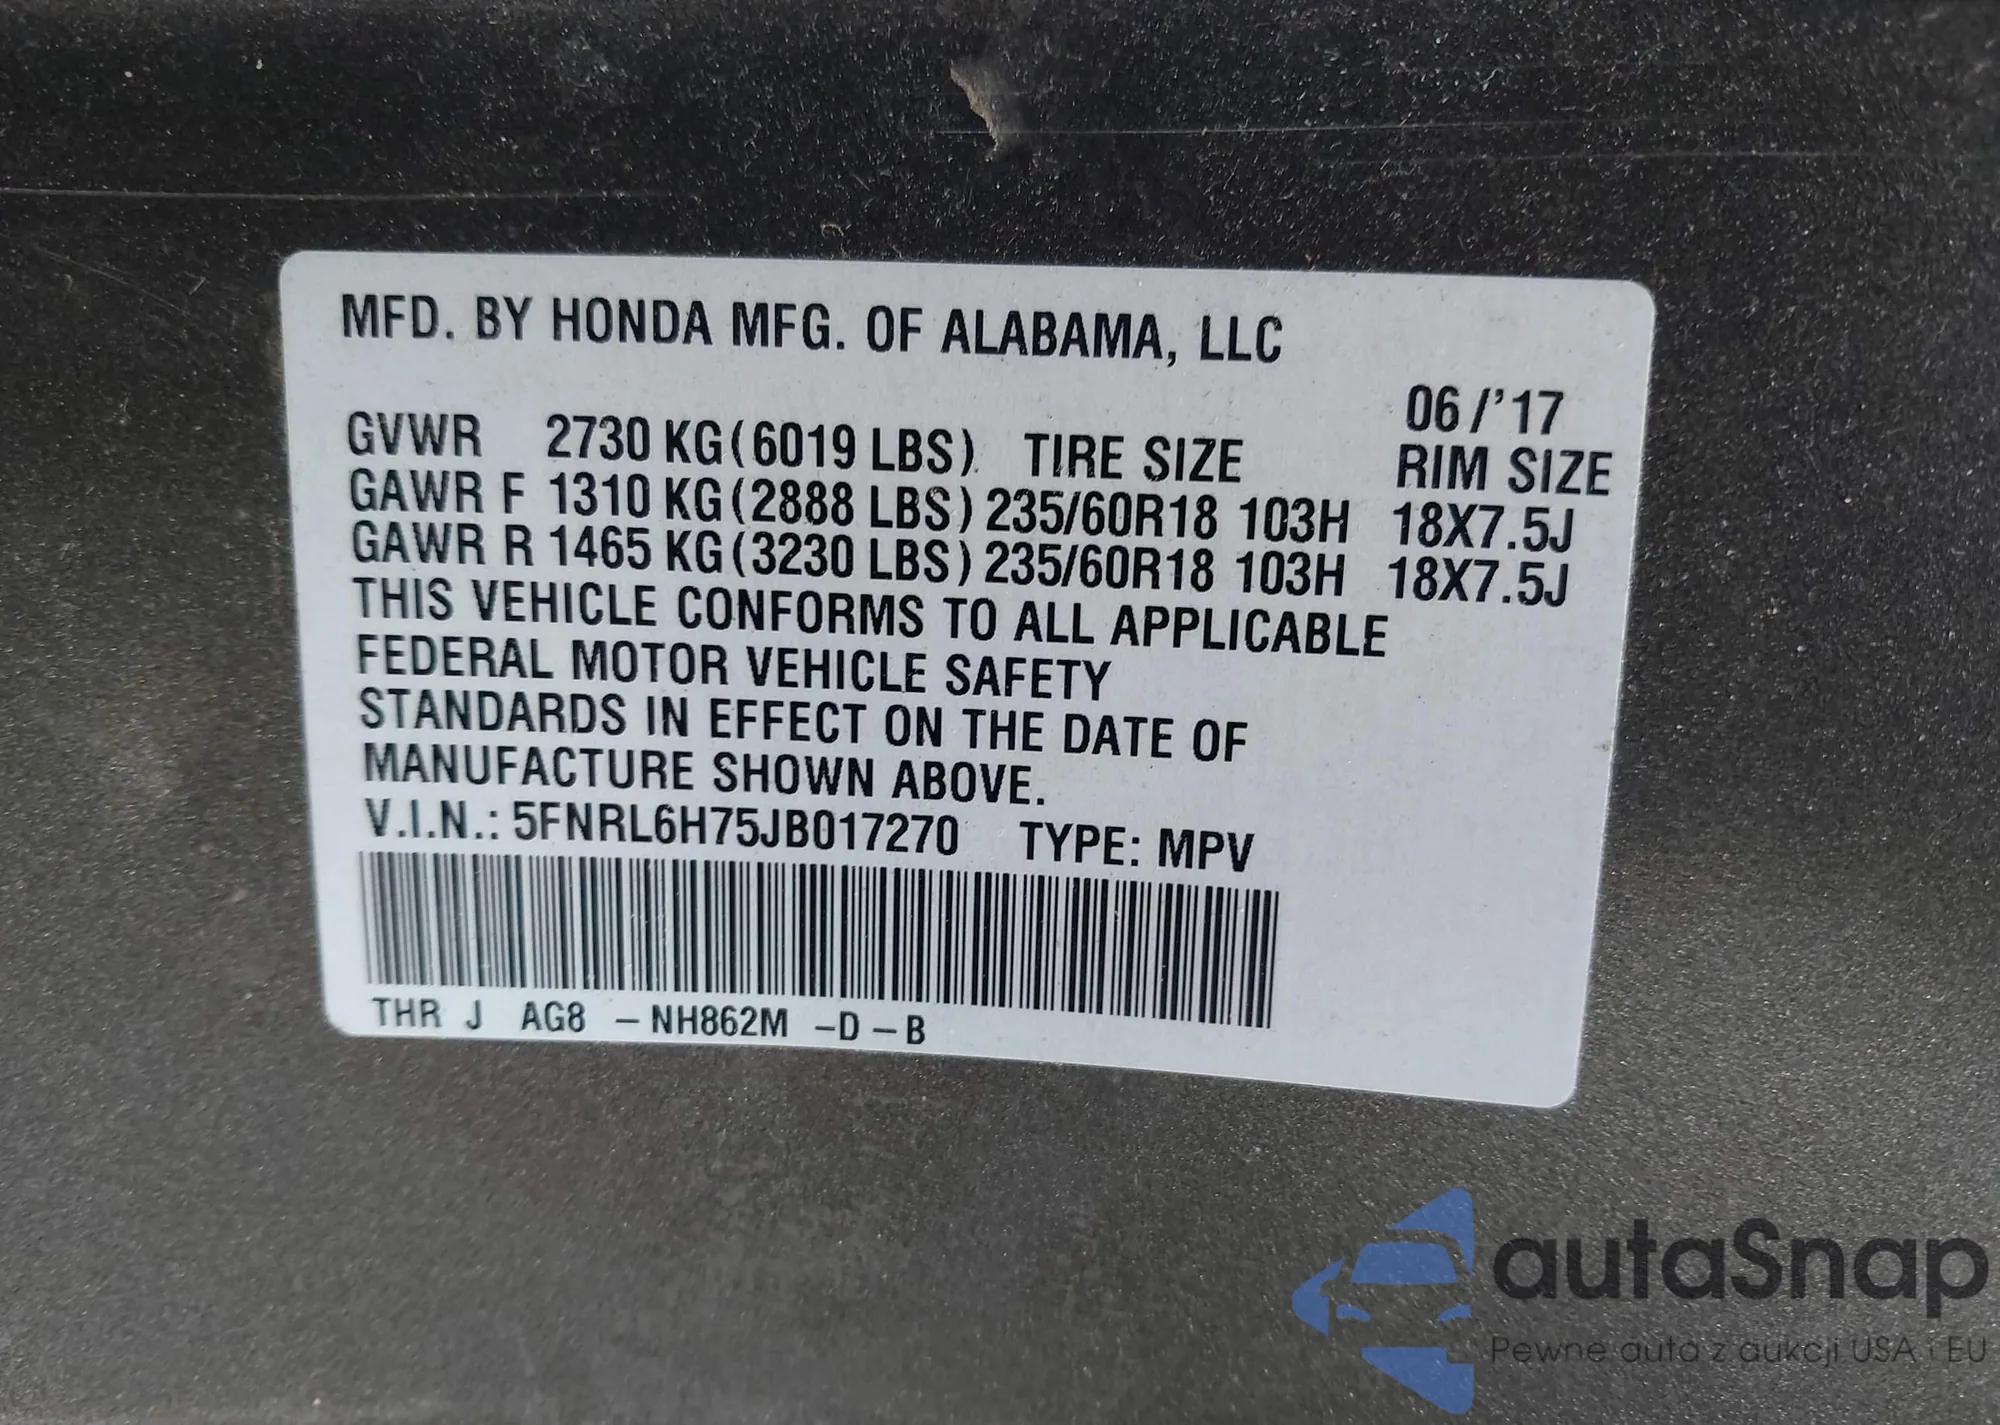 MFD. BY HONDA MFG. OF ALABAMA, LLC
06/'17
GVWR 2730 KG(6019 LBS) TIRE SIZE RIM SIZE
GAWR F 1310 KG(2888 LBS) 235/60R18 103H 18X7.5J
GAWR R 1465 KG(3230 LBS) 235/60R18 103H 18X7.5J
THIS VEHICLE CONFORMS TO ALL APPLICABLE
FEDERAL MOTOR VEHICLE SAFETY
STANDARDS IN EFFECT ON THE DATE OF
MANUFACTURE SHOWN ABOVE.
V.I.N.: 5FNRL6H75JB017270 TYPE: MPV
THR J AG8 – NH862M –D – B
autaSnap
Pewne auta z aukcji USA i EU